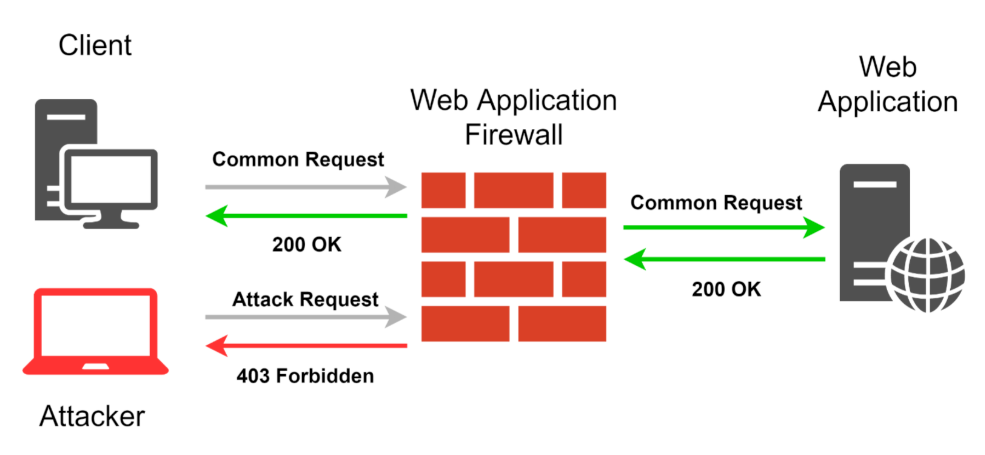 Client
Web Application
Firewall
Web
Application
Common Request
200 OK
Common Request
200 OK
Attack Request
403 Forbidden
Attacker